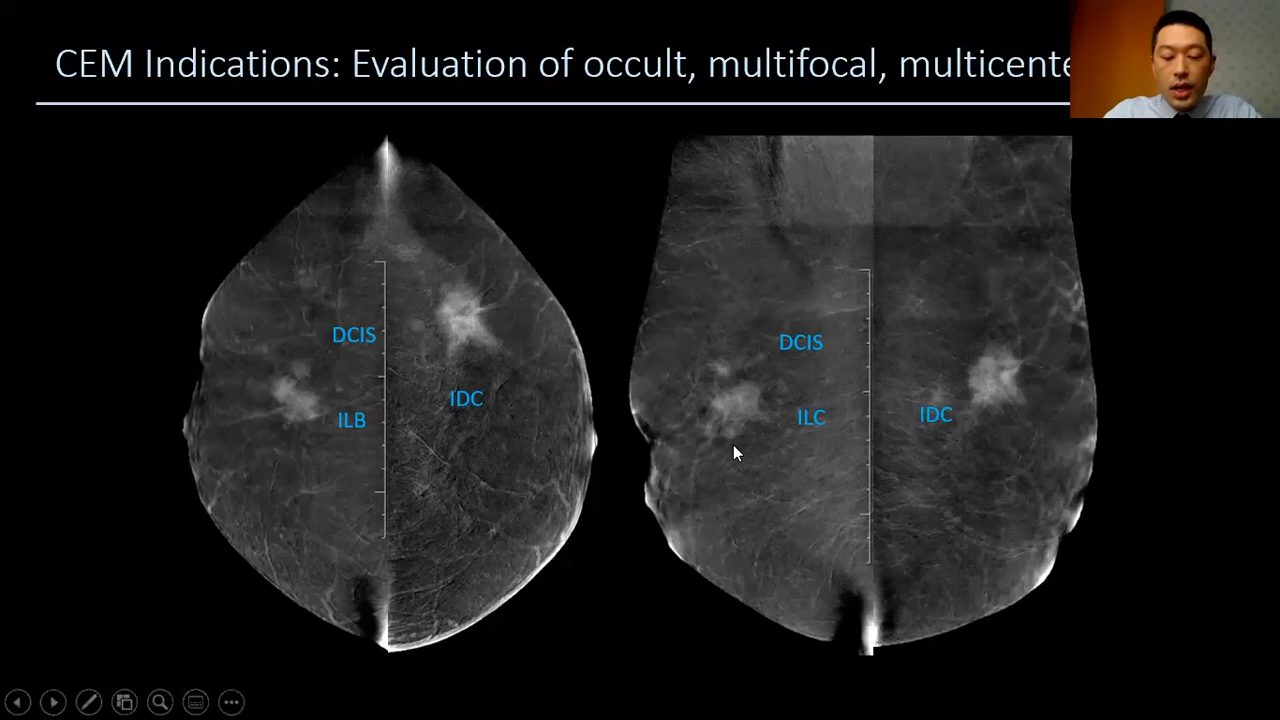 CEM Indications: Evaluation of occult, multifocal, multicente
DCIS
ILB
IDC
DCIS
ILC
IDC